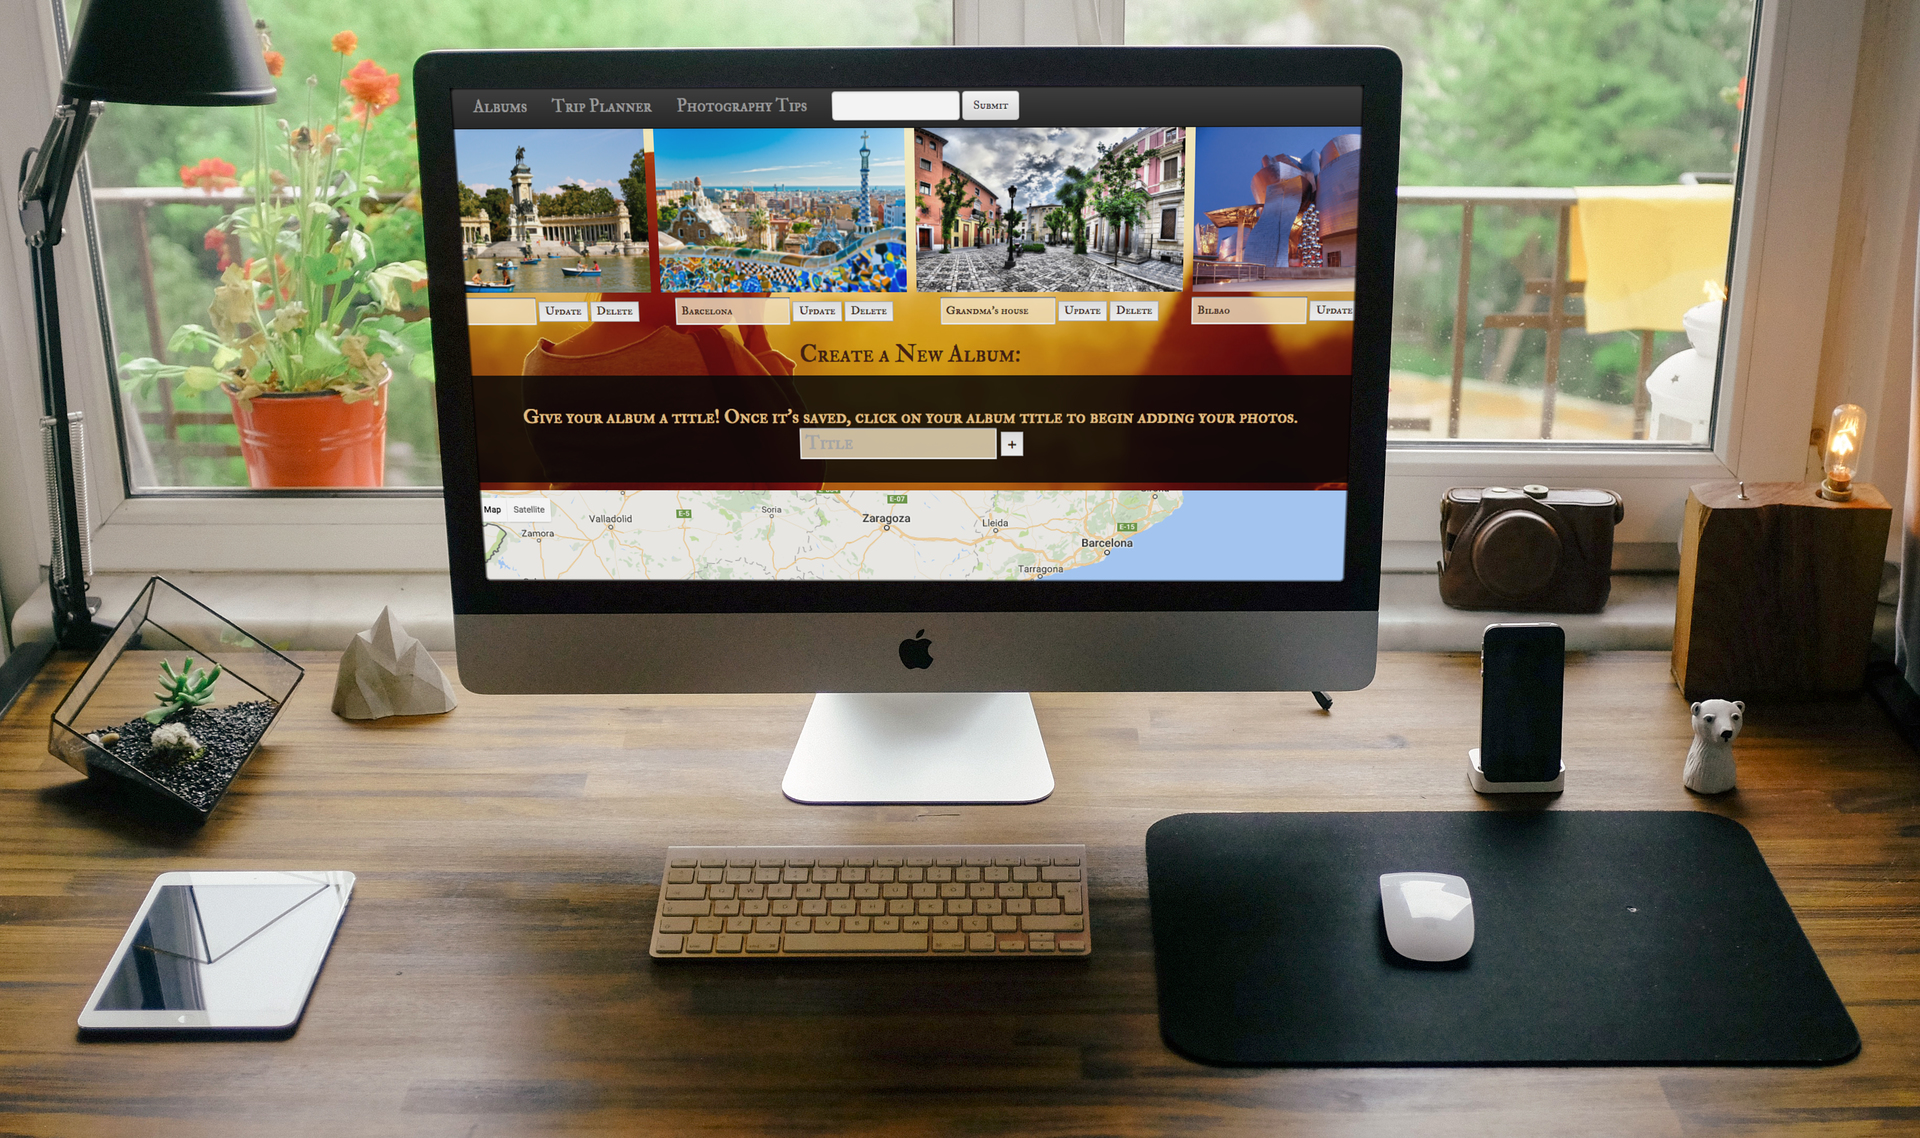 Albums Trip Planner Photography Tips Submit
Update Delete Barcelona Update Delete Grandma's house Update Delete Bilbao Update
Create a New Album:
Give your album a title! Once it's saved, click on your album title to begin adding your photos.
Title +
Map Satellite
E-07
Soria
E-5
Valladolid
Zaragoza
Lleida
E-15
Zamora
Barcelona
Tarragona